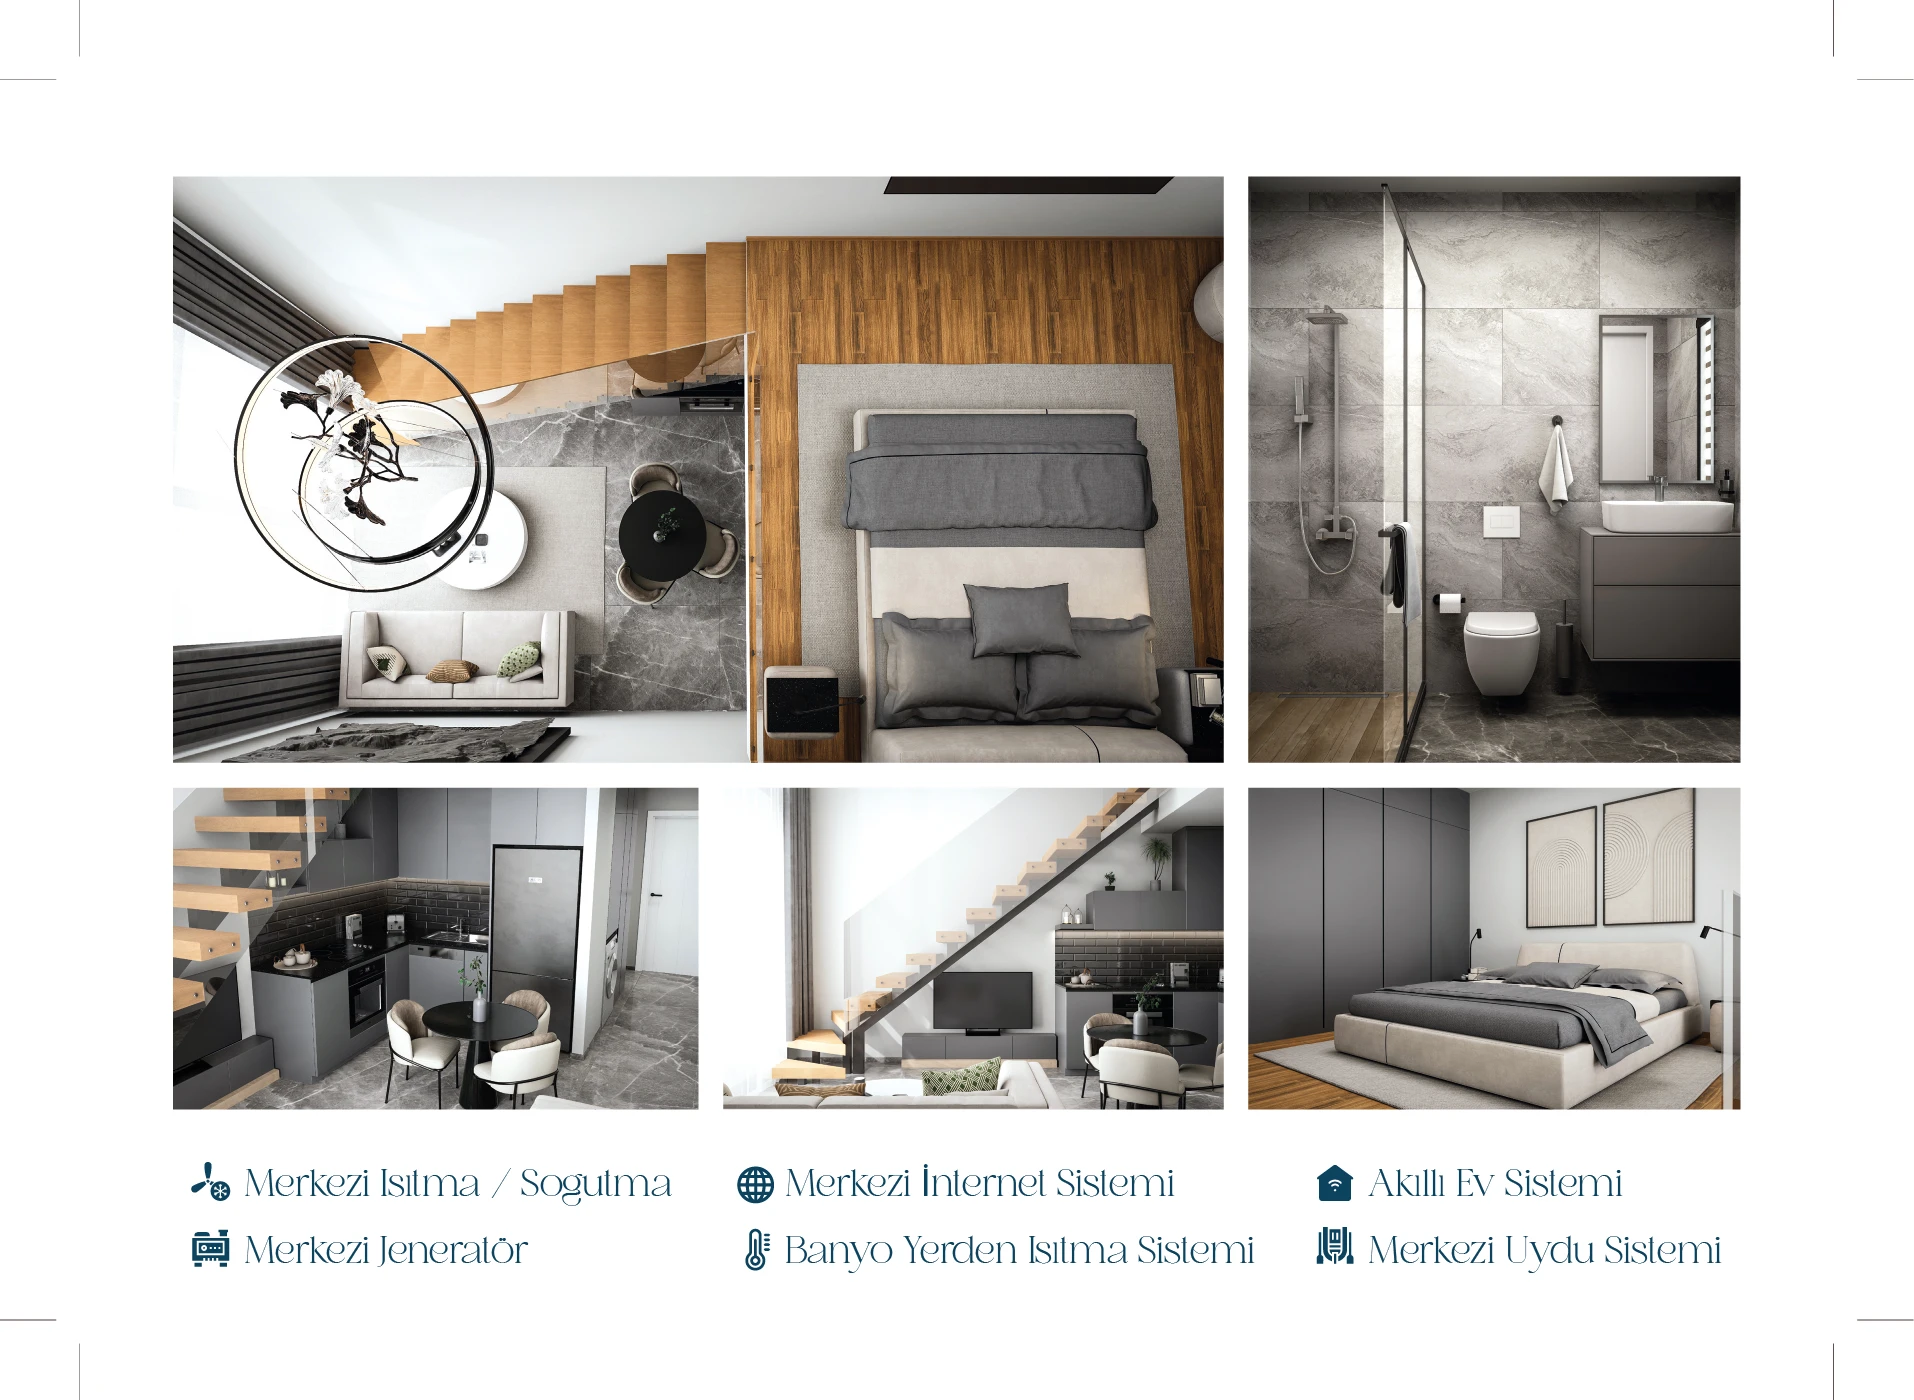 Merkezi Isıtma / Sogutma
Merkezi İnternet Sistemi
Akıllı Ev Sistemi
Merkezi Jeneratör
Banyo Yerden Isıtma Sistemi
Merkezi Uydu Sistemi